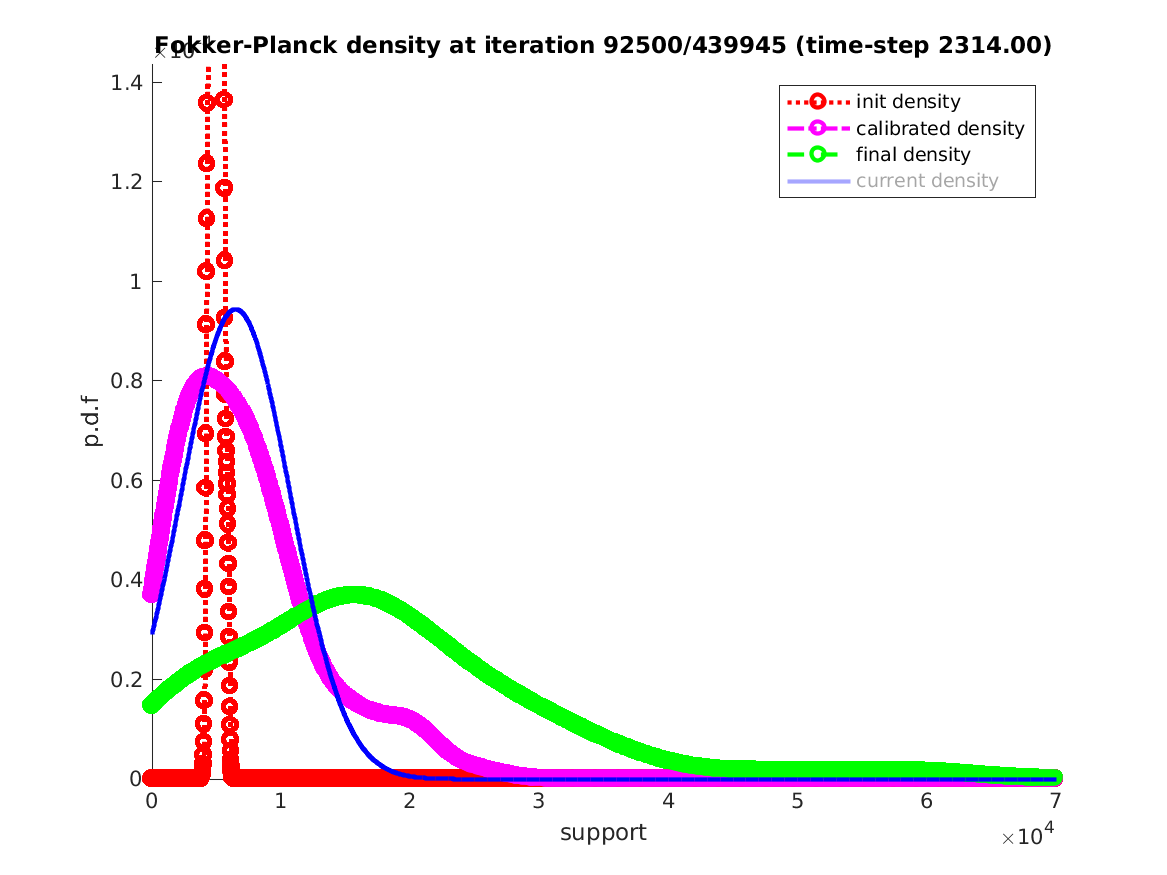 Fokker-Planck density at iteration 92500/439945 (time-step 2314.00)
×10
1.4
1.2
1
0.8
0.6
0.4
0.2
0
p.d.f
init density
calibrated density
final density
current density
0 1 2 3 4 5 6 7
support
×10^4